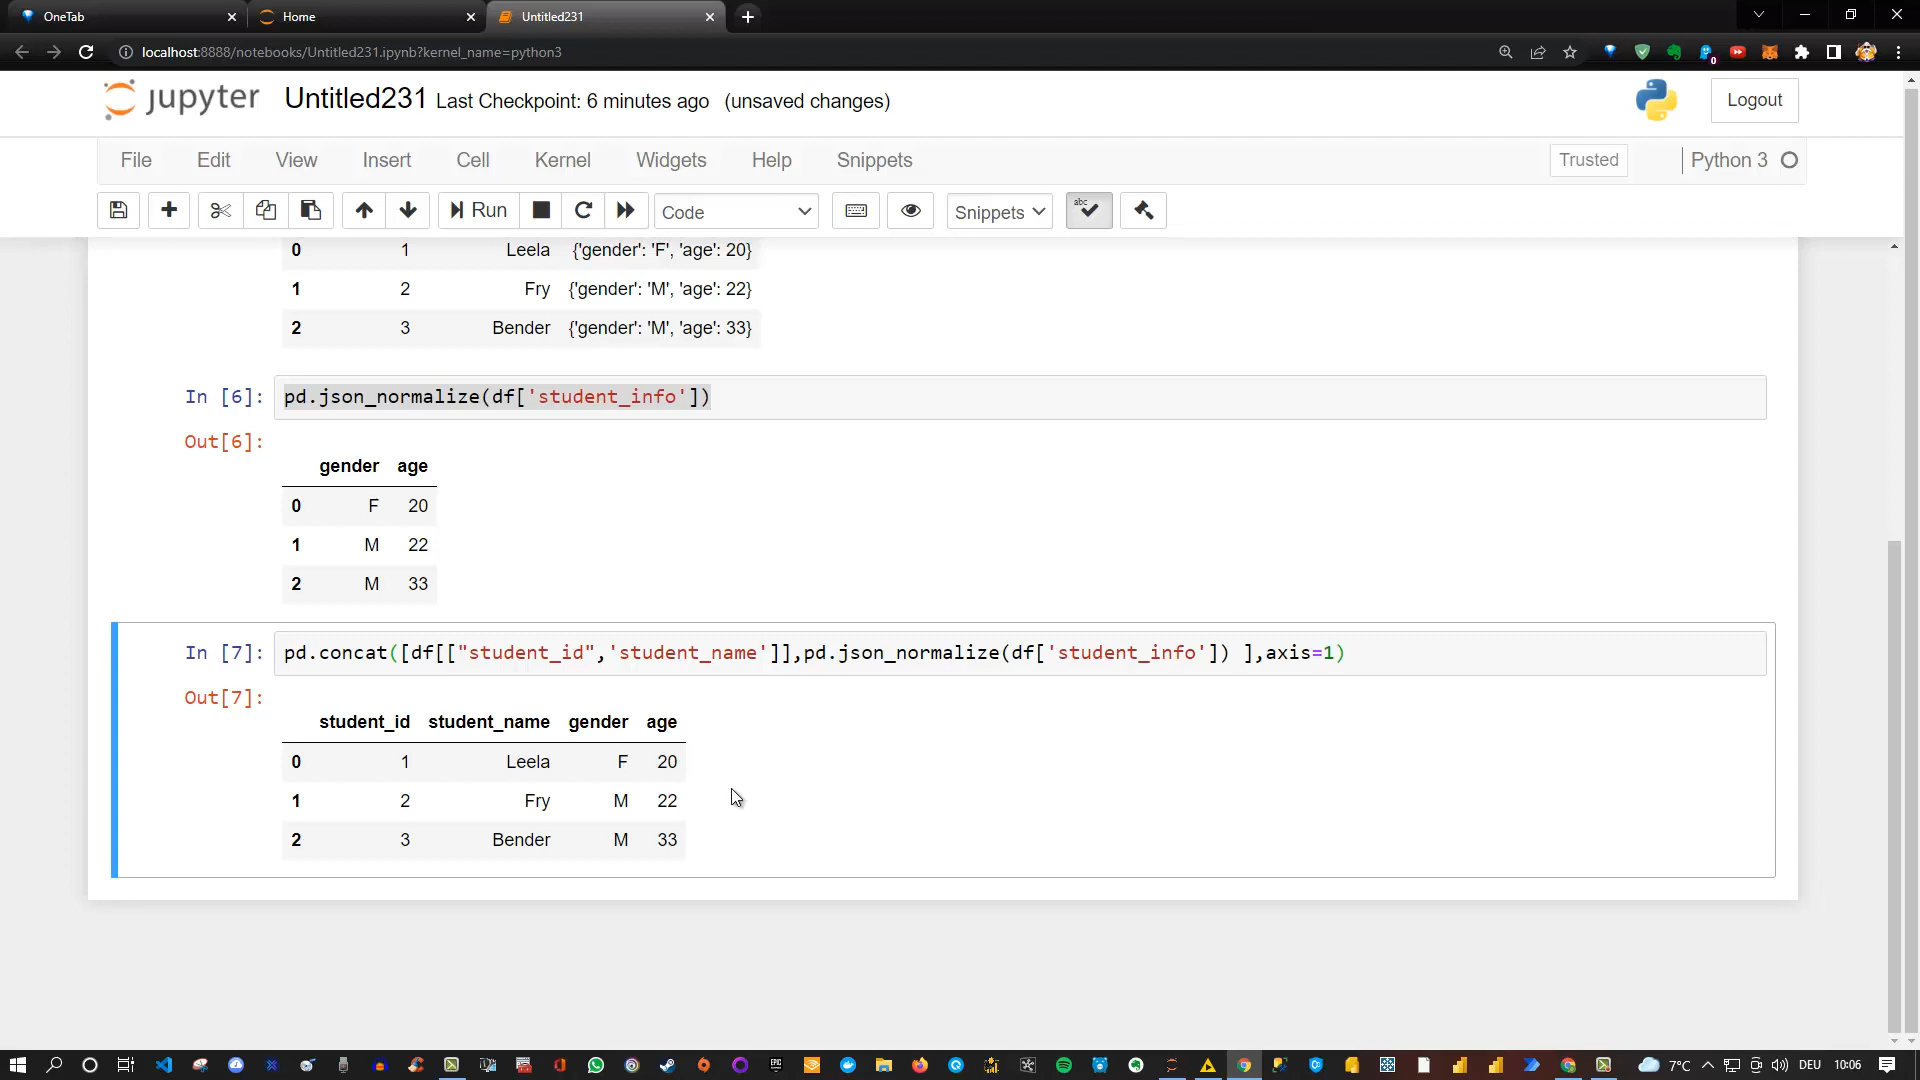 OneTab
Home
Untitled231
localhost:8888/notebooks/Untitled231.ipynb?kernel_name=python3
jupyter Untitled231 Last Checkpoint: 6 minutes ago (unsaved changes)
Logout
File Edit View Insert Cell Kernel Widgets Help Snippets
Trusted
Python 3
Run
Code
Snippets
abc
0 1 Leela {'gender': 'F', 'age': 20}
1 2 Fry {'gender': 'M', 'age': 22}
2 3 Bender {'gender': 'M', 'age': 33}
In [6]: pd.json_normalize(df['student_info'])
Out[6]:
gender age
0 F 20
1 M 22
2 M 33
In [7]: pd.concat([df[["student_id",'student_name']],pd.json_normalize(df['student_info']) ],axis=1)
Out[7]:
student_id student_name gender age
0 1 Leela F 20
1 2 Fry M 22
2 3 Bender M 33
7°C
DEU
10:06